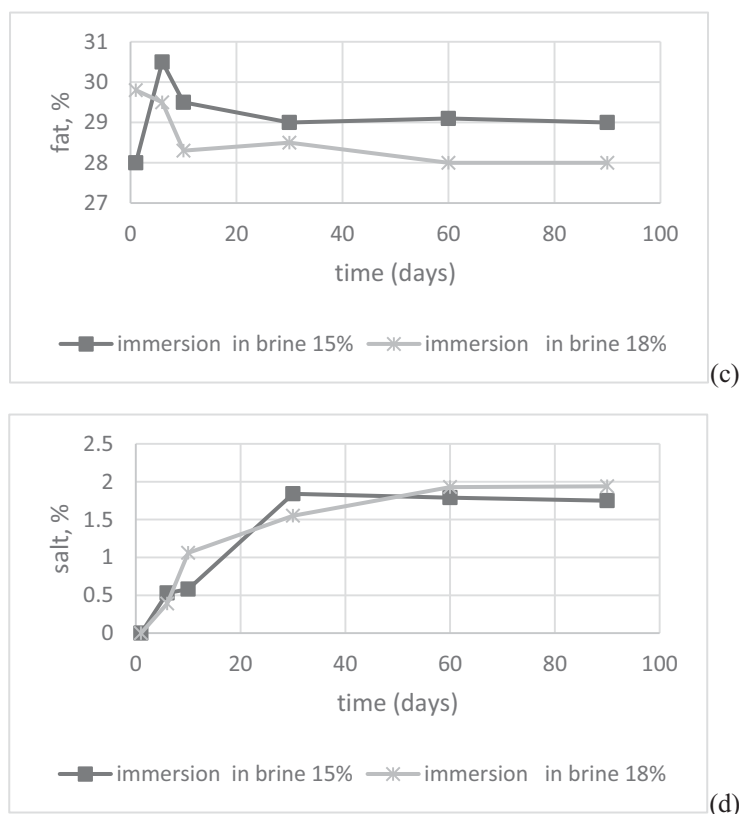 31
30
29
28
27
fat, %
0 20 40 60 80 100
time (days)
immersion in brine 15% immersion in brine 18%
(c)
2.5
2
1.5
1
0.5
0
salt, %
0 20 40 60 80 100
time (days)
immersion in brine 15% immersion in brine 18%
(d)